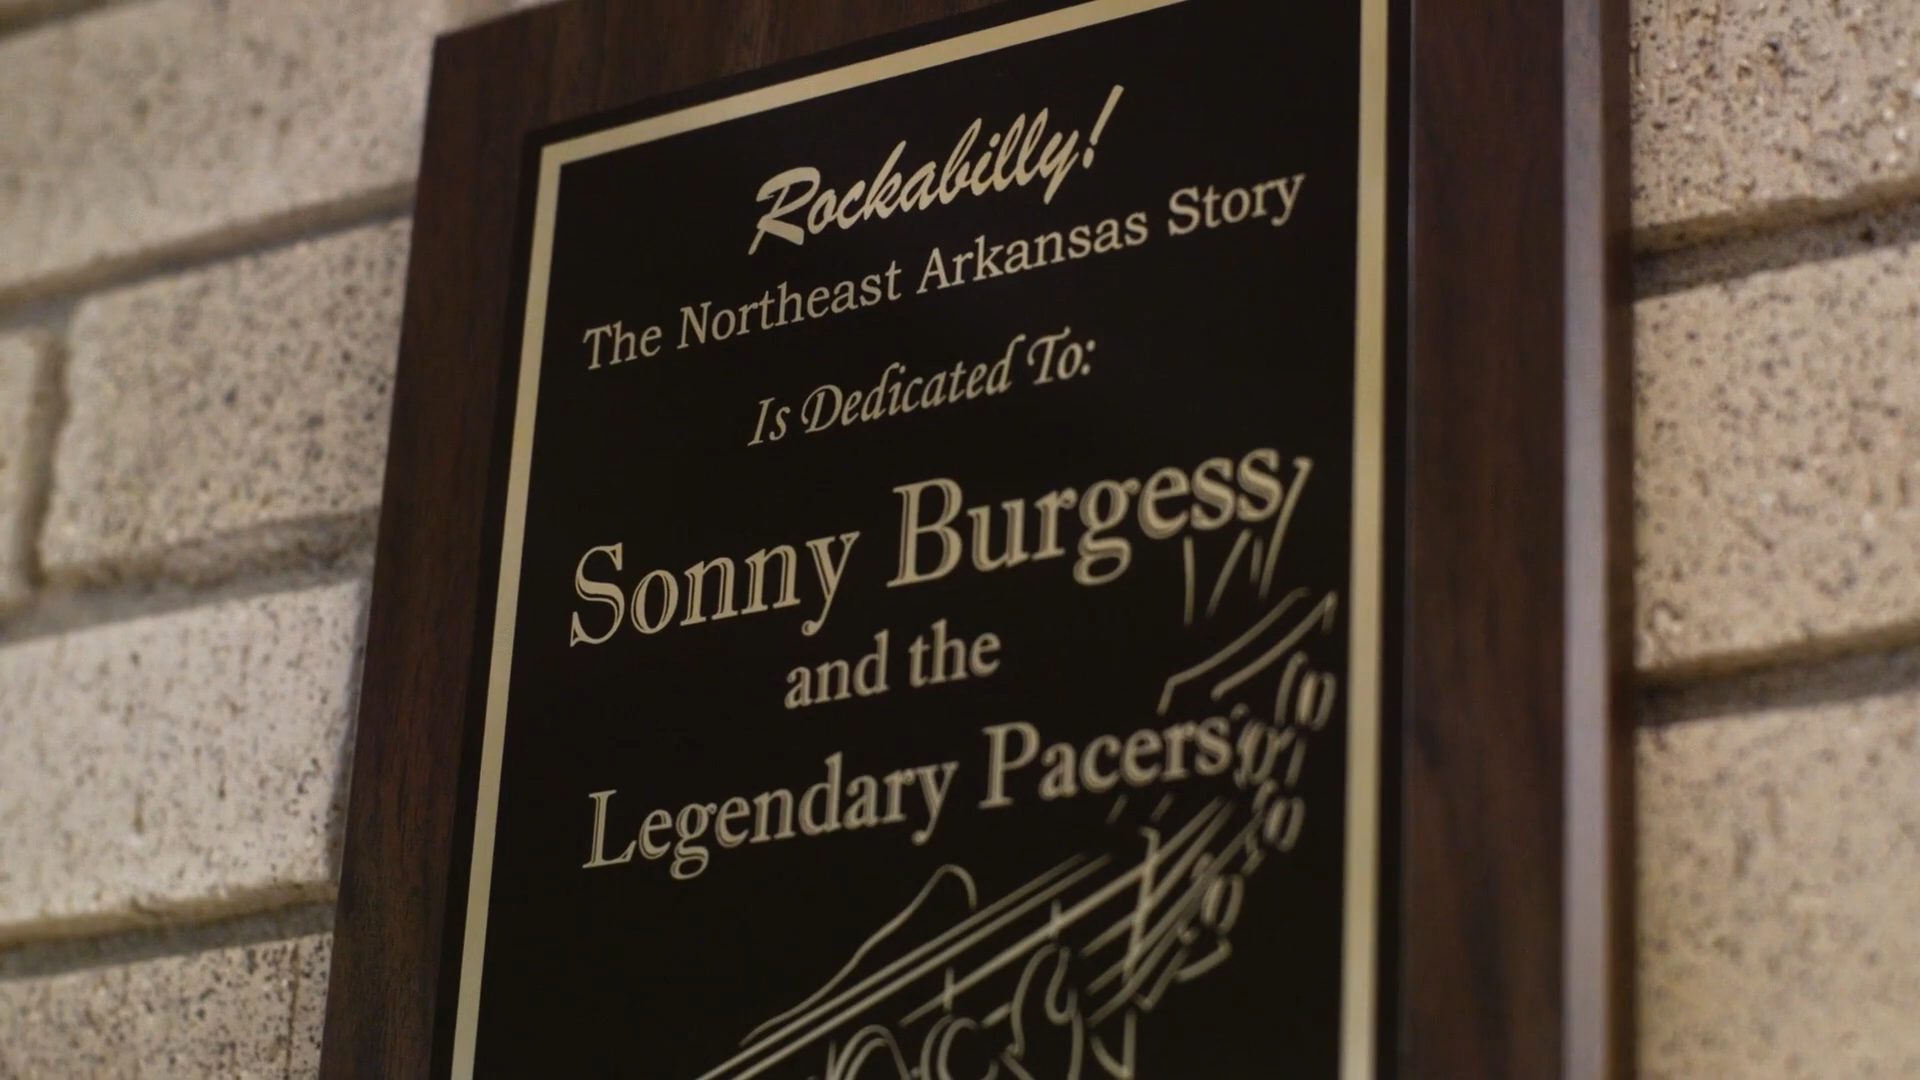 Rockabilly!
The Northeast Arkansas Story
Is Dedicated To:
Sonny Burgess
and the
Legendary Pacers